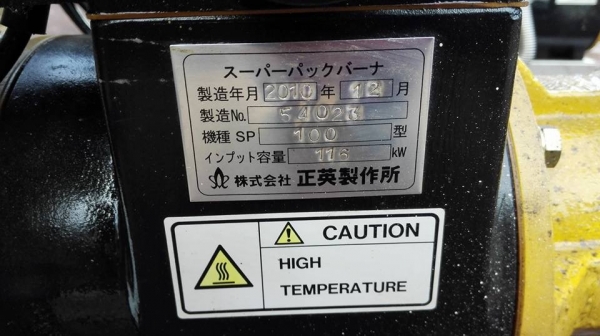 スーパーパックバーナ
製造年月 2010 年 12 月
製造No. 54027
機種 SP 100 型
インプット容量 116 kW
株式会社 正英製作所
CAUTION
HIGH
TEMPERATURE